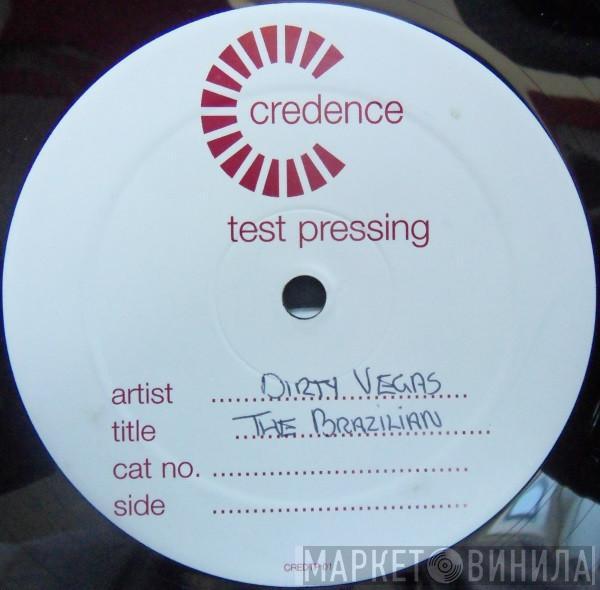 credence
test pressing
artist DIRTY VEGAS
title THE BRAZILIAN
cat no.
side
МАРКЕТ ВИНИЛА